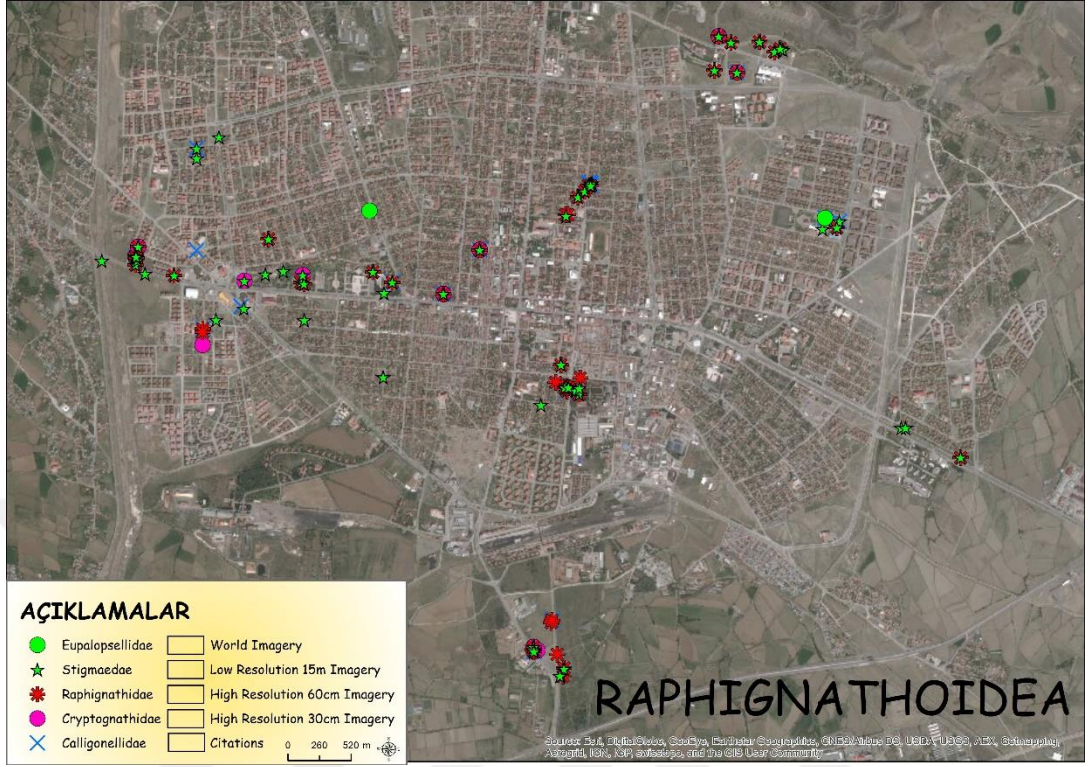 AÇIKLAMALAR
Eupalopsellidae
Stigmaedae
Raphignathidae
Cryptognathidae
Calligonellidae
World Imagery
Low Resolution 15m Imagery
High Resolution 60cm Imagery
High Resolution 30cm Imagery
Citations
0 260 520 m
RAPHIGNATHOIDEA
Source: Esri, DigitalGlobe, GeoEye, Earthstar Geographics, CNES/Airbus DS, USDA, USGS, AEX, Getmapping,
Aerogrid, IGN, IGP, swisstopo, and the GIS User Community